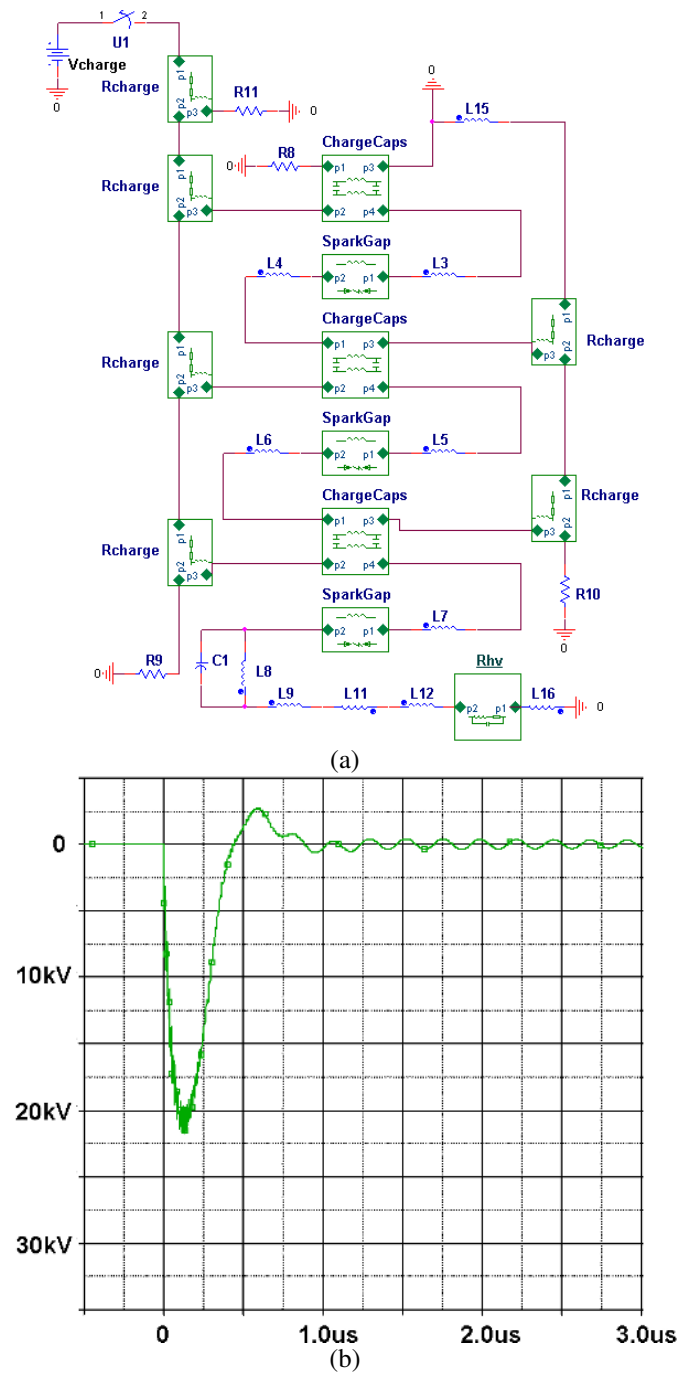 1 2
U1
Vcharge
0
p1
Rcharge
p2
p3
R11
0
0
L15
ChargeCaps
R8
0
p1 p3
p2 p4
p1
Rcharge
p2
p3
SparkGap
L4
p2 p1
L3
ChargeCaps
p1 p3
p2 p4
p1
Rcharge
p2
p3
p1
Rcharge
p2
p3
SparkGap
L6
p2 p1
L5
ChargeCaps
p1 p3
p2 p4
p1
Rcharge
p2
p3
p1
Rcharge
p2
p3
SparkGap
p2 p1
L7
R10
0
R9
0
C1
L8
L9
L11
L12
Rhv
p2 p1
L16
0
(a)
0
10kV
20kV
30kV
0 1.0us 2.0us 3.0us
(b)